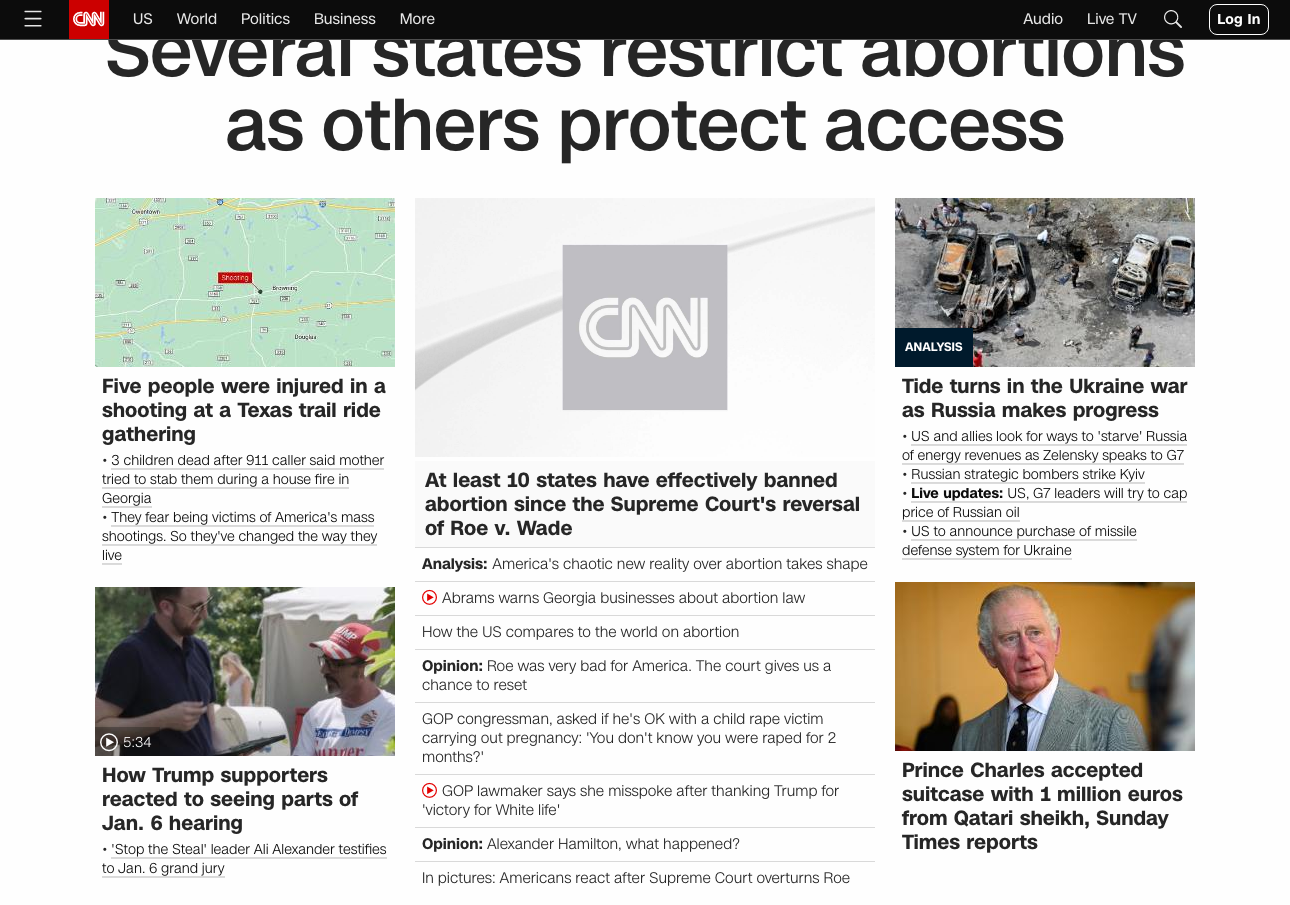 CNN
US
World
Politics
Business
More
Audio
Live TV
Log In
Several states restrict abortions
as others protect access
Owentown
Shooting
Browning
Douglas
Five people were injured in a
shooting at a Texas trail ride
gathering
• 3 children dead after 911 caller said mother
tried to stab them during a house fire in
Georgia
• They fear being victims of America's mass
shootings. So they've changed the way they
live
TRUMP
5:34
How Trump supporters
reacted to seeing parts of
Jan. 6 hearing
• 'Stop the Steal' leader Ali Alexander testifies
to Jan. 6 grand jury
CNN
At least 10 states have effectively banned
abortion since the Supreme Court's reversal
of Roe v. Wade
Analysis: America's chaotic new reality over abortion takes shape
Abrams warns Georgia businesses about abortion law
How the US compares to the world on abortion
Opinion: Roe was very bad for America. The court gives us a
chance to reset
GOP congressman, asked if he's OK with a child rape victim
carrying out pregnancy: 'You don't know you were raped for 2
months?'
GOP lawmaker says she misspoke after thanking Trump for
'victory for White life'
Opinion: Alexander Hamilton, what happened?
In pictures: Americans react after Supreme Court overturns Roe
ANALYSIS
Tide turns in the Ukraine war
as Russia makes progress
• US and allies look for ways to 'starve' Russia
of energy revenues as Zelensky speaks to G7
• Russian strategic bombers strike Kyiv
• Live updates: US, G7 leaders will try to cap
price of Russian oil
• US to announce purchase of missile
defense system for Ukraine
Prince Charles accepted
suitcase with 1 million euros
from Qatari sheikh, Sunday
Times reports